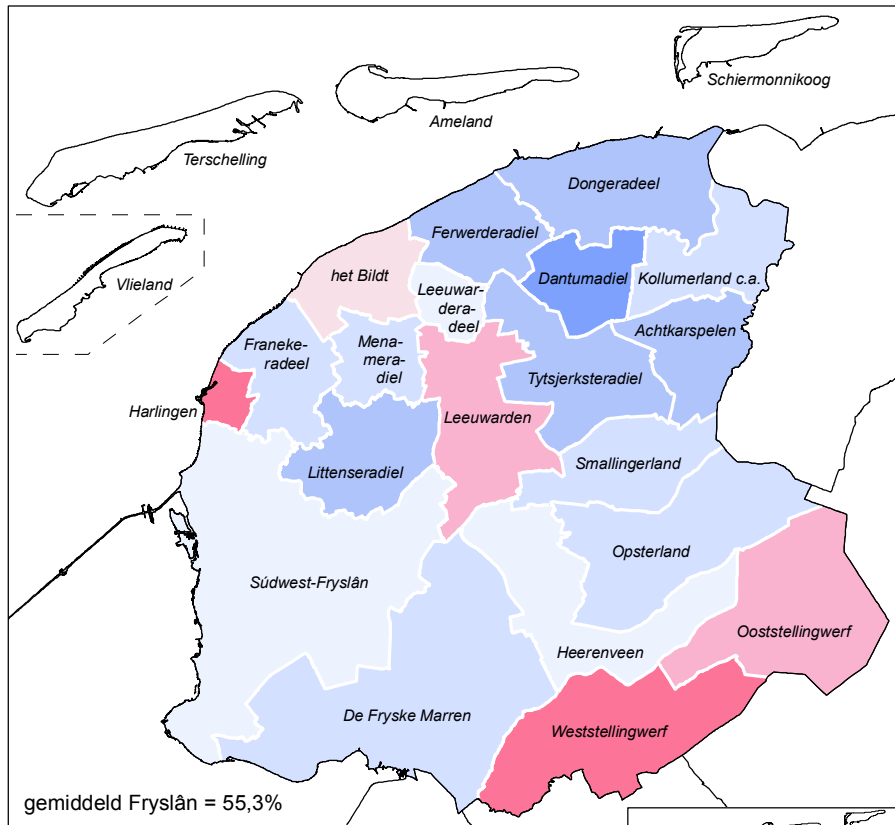 Schiermonnikoog
Ameland
Terschelling
Vlieland
Dongeradeel
Ferwerderadiel
Dantumadiel
Kollumerland c.a.
het Bildt
Leeuwar-
dera-
deel
Achtkarspelen
Franeke-
radeel
Mena-
mera-
diel
Tytsjerksteradiel
Harlingen
Leeuwarden
Littenseradiel
Smallingerland
Opsterland
Súdwest-Fryslân
Ooststellingwerf
Heerenveen
De Fryske Marren
Weststellingwerf
gemiddeld Fryslân = 55,3%